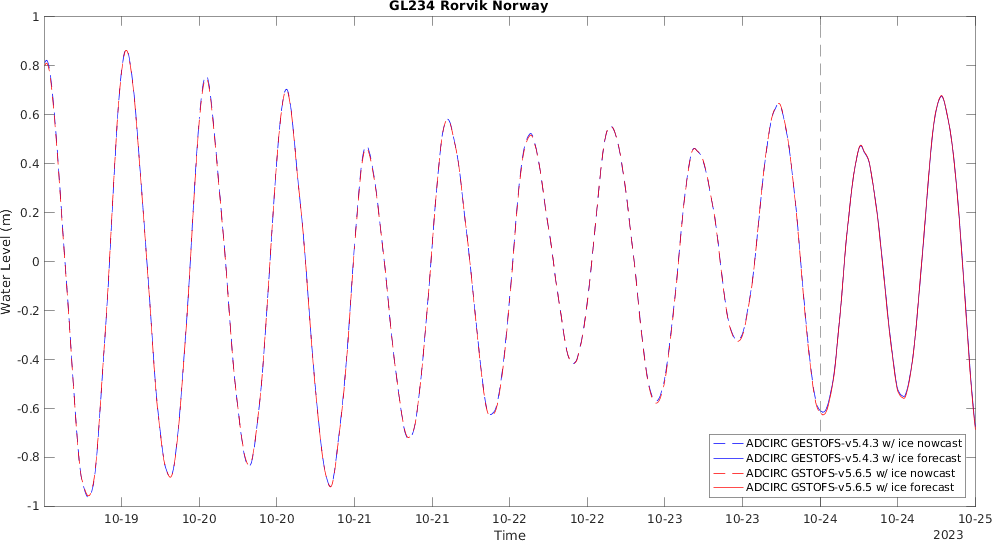 GL234 Rorvik Norway
1
0.8
0.6
0.4
0.2
0
-0.2
-0.4
-0.6
-0.8
-1
Water Level (m)
ADCIRC GESTOFS-v5.4.3 w/ ice nowcast
ADCIRC GESTOFS-v5.4.3 w/ ice forecast
ADCIRC GSTOFS-v5.6.5 w/ ice nowcast
ADCIRC GSTOFS-v5.6.5 w/ ice forecast
10-19 10-20 10-20 10-21 10-21 10-22 10-22 10-23 10-23 10-24 10-24 10-25
Time
2023